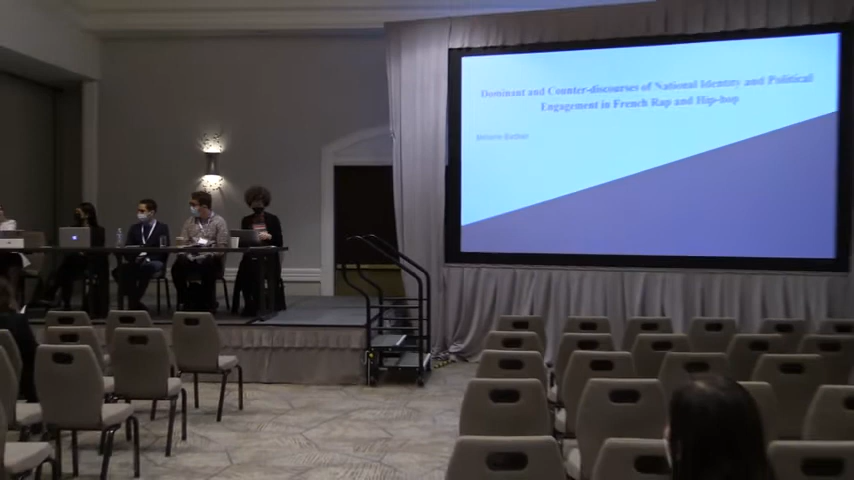 Dominant and Counter-discourses of National Identity and Political
Engagement in French Rap and Hip-hop